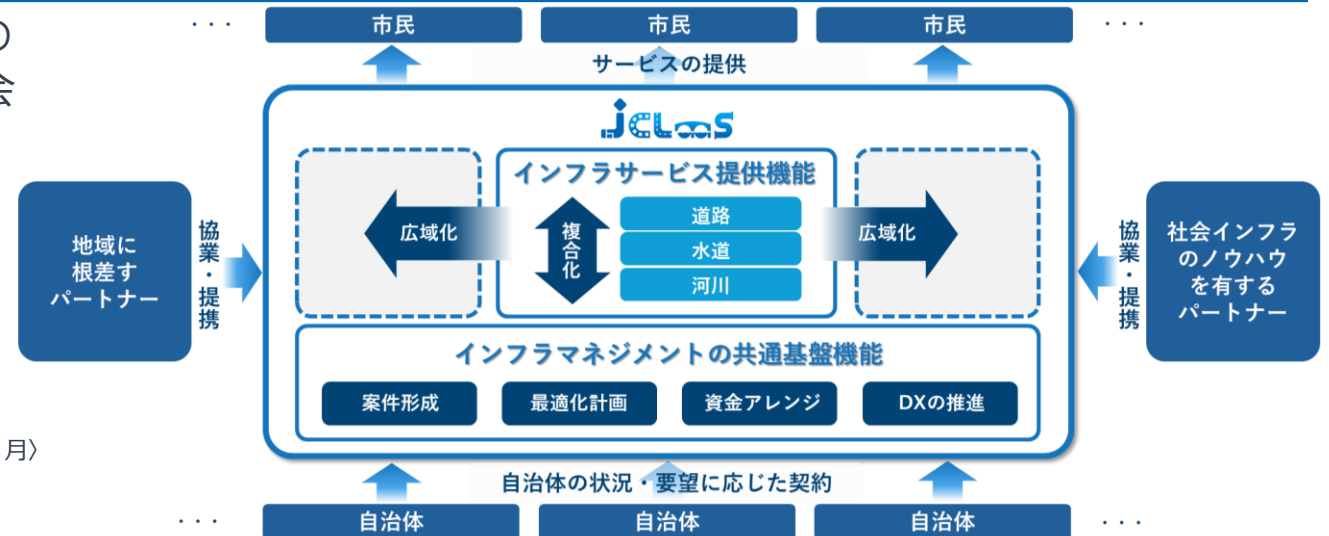 の
会
・・・
市民
市民
市民
・・・
サービスの提供
JCLaaS
インフラサービス提供機能
広域化
複合化
道路
水道
河川
広域化
地域に
根差す
パートナー
協業・提携
協業・提携
社会インフラ
のノウハウ
を有する
パートナー
インフラマネジメントの共通基盤機能
案件形成
最適化計画
資金アレンジ
DXの推進
月〉
自治体の状況・要望に応じた契約
・・・
自治体
自治体
自治体
・・・